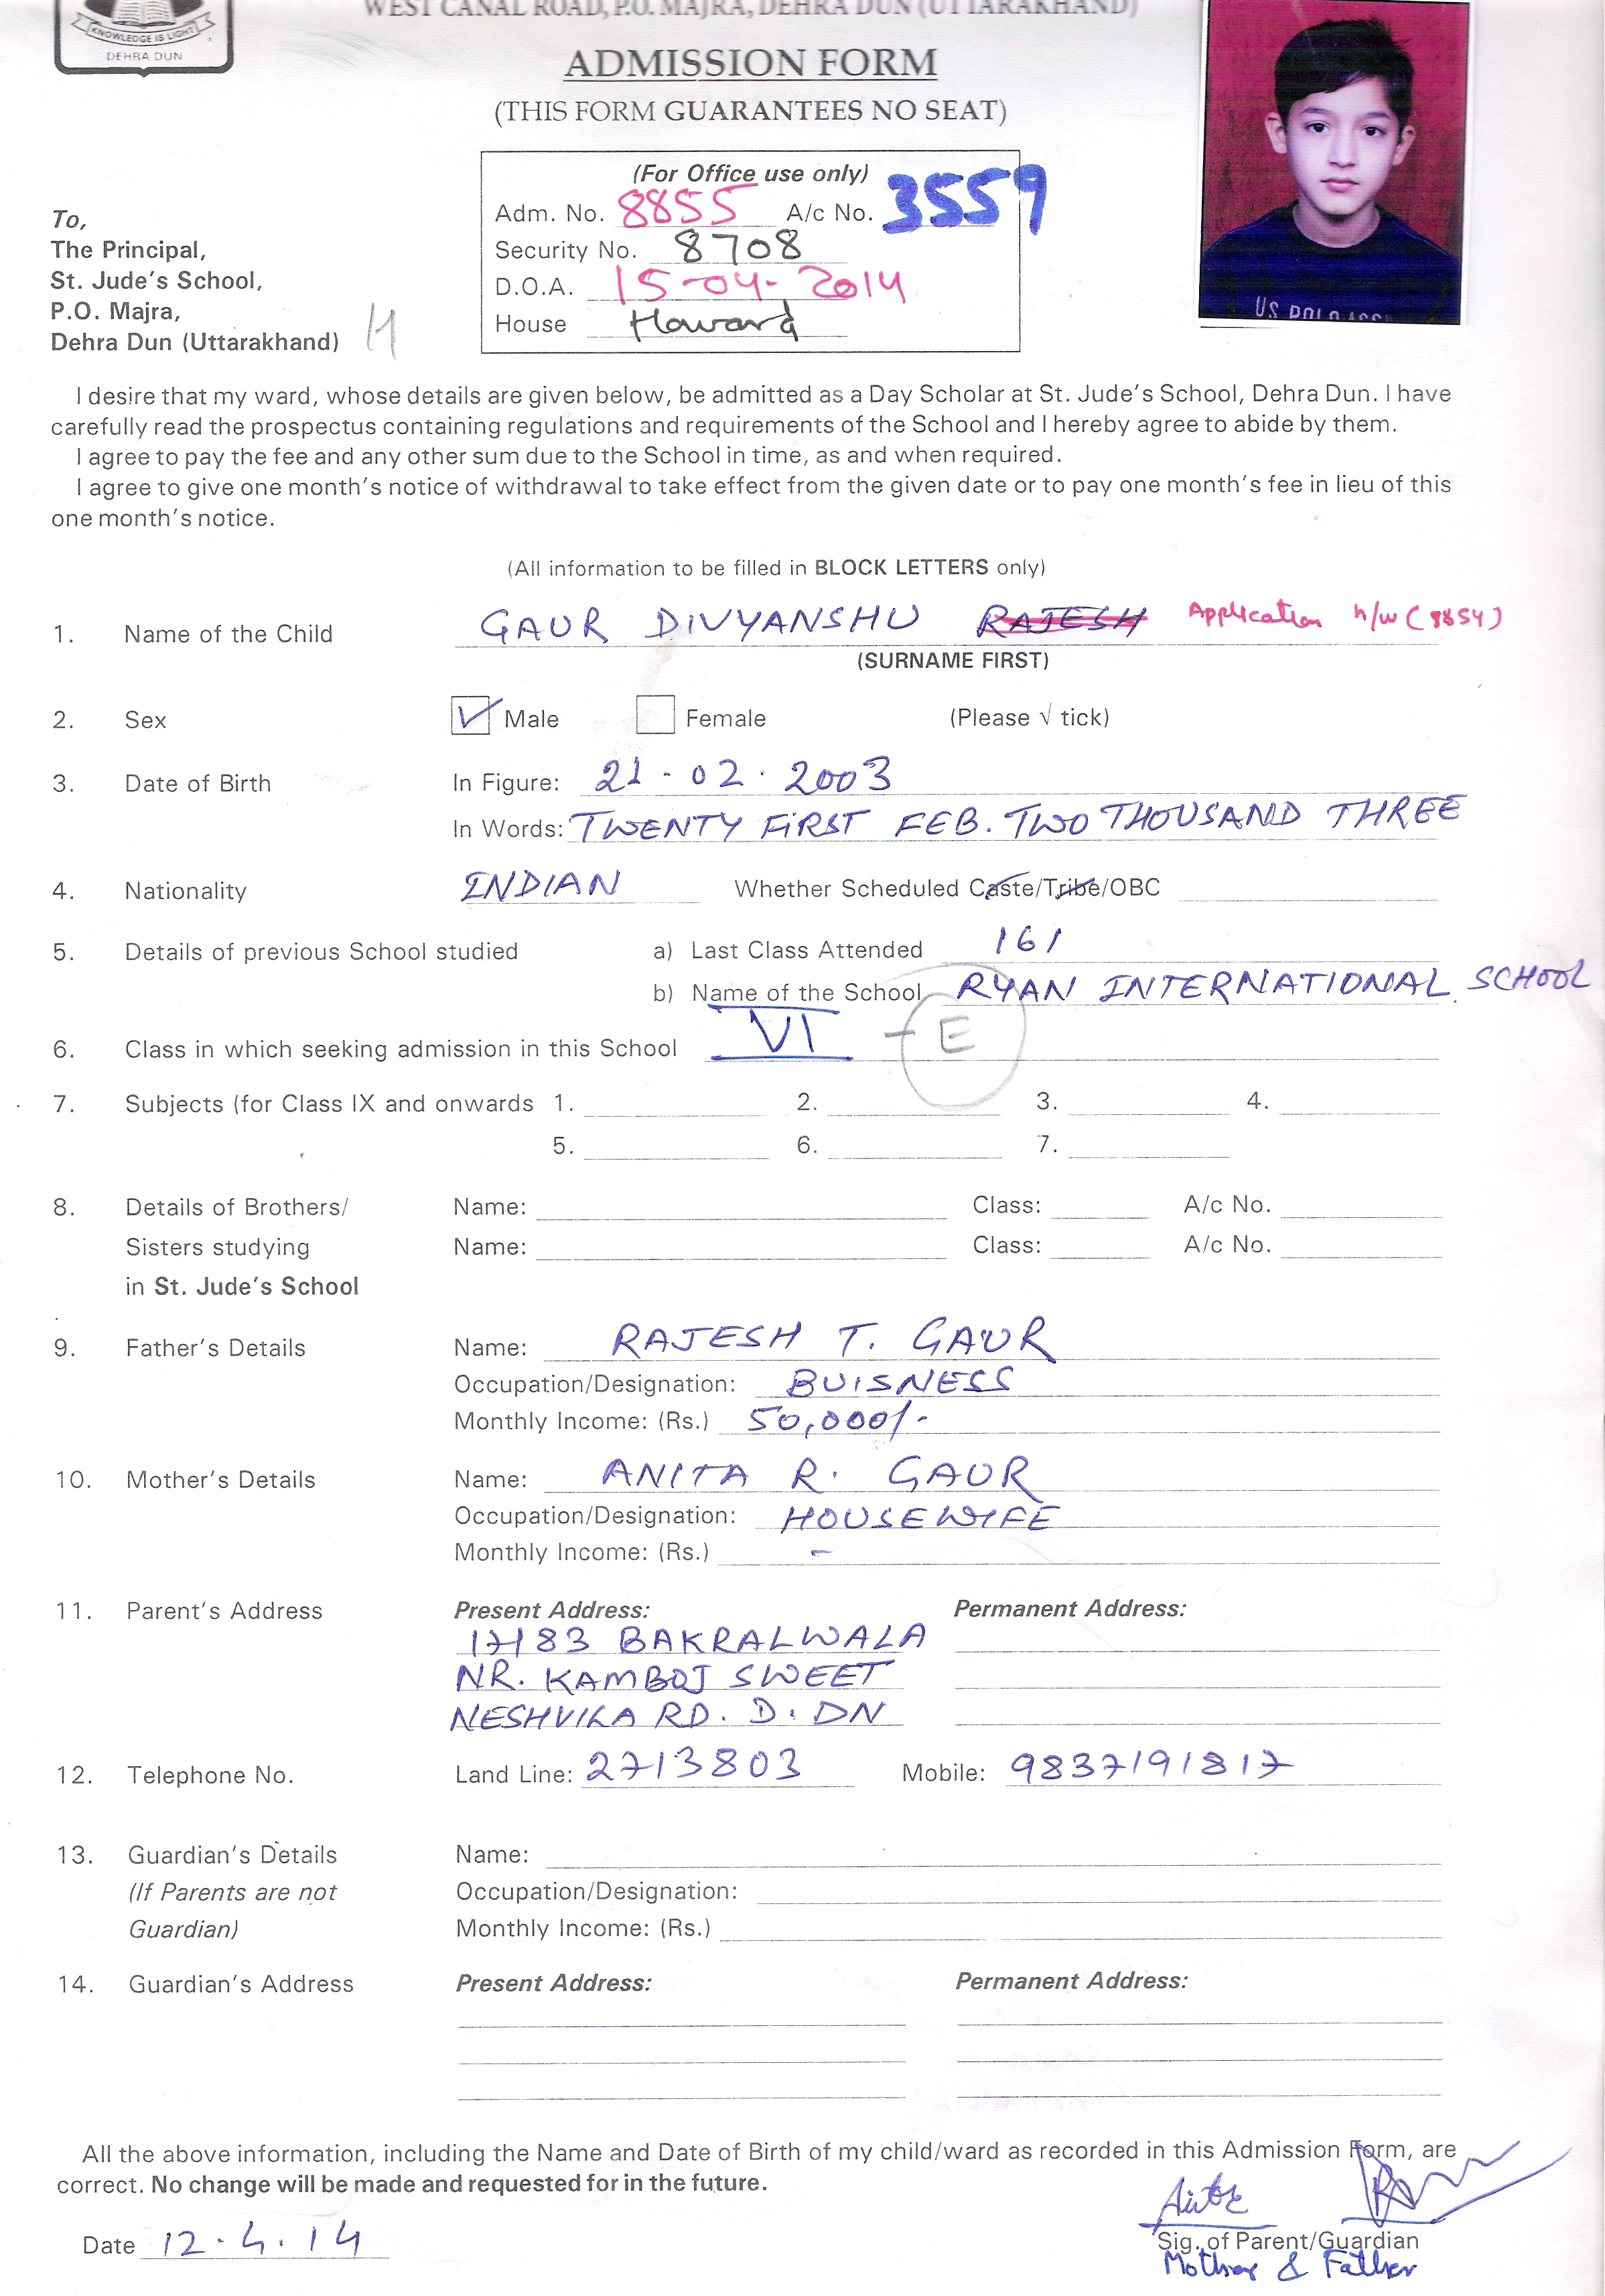 WEST CANAL ROAD, P.O. MAJRA, DEHRA DUN (UTTARAKHAND)
KNOWLEDGE IS LIGHT
DEHRA DUN
ADMISSION FORM
(THIS FORM GUARANTEES NO SEAT)
(For Office use only)
Adm. No. 8855 A/c No. 3559
Security No. 8708
D.O.A. 15-04-2014
House Howard
US POLO ASS
To,
The Principal,
St. Jude's School,
P.O. Majra,
Dehra Dun (Uttarakhand) H
I desire that my ward, whose details are given below, be admitted as a Day Scholar at St. Jude's School, Dehra Dun. I have
carefully read the prospectus containing regulations and requirements of the School and I hereby agree to abide by them.
I agree to pay the fee and any other sum due to the School in time, as and when required.
I agree to give one month's notice of withdrawal to take effect from the given date or to pay one month's fee in lieu of this
one month's notice.
(All information to be filled in BLOCK LETTERS only)
1. Name of the Child GAUR DIVYANSHU RAJESH Application n/w (8854)
(SURNAME FIRST)
2. Sex Male Female (Please √ tick)
3. Date of Birth In Figure: 21-02-2003
In Words: TWENTY FIRST FEB. TWO THOUSAND THREE
4. Nationality INDIAN Whether Scheduled Caste/Tribe/OBC
5. Details of previous School studied a) Last Class Attended
b) Name of the School RYAN INTERNATIONAL SCHOOL
6. Class in which seeking admission in this School VI - E
7. Subjects (for Class IX and onwards 1. 2. 3. 4.
5. 6. 7.
8. Details of Brothers/ Name: Class: A/c No.
Sisters studying Name: Class: A/c No.
in St. Jude's School
9. Father's Details Name: RAJESH T. GAUR
Occupation/Designation: BUISNESS
Monthly Income: (Rs.) 50,000/-
10. Mother's Details Name: ANITA R. GAUR
Occupation/Designation: HOUSEWIFE
Monthly Income: (Rs.) -
11. Parent's Address Present Address: Permanent Address:
17/83 BAKRALWALA
NR. KAMBOJ SWEET
NESHVILA RD. D. DN
12. Telephone No. Land Line: 2713803 Mobile: 9837191817
13. Guardian's Details Name:
(If Parents are not Occupation/Designation:
Guardian) Monthly Income: (Rs.)
14. Guardian's Address Present Address: Permanent Address:
All the above information, including the Name and Date of Birth of my child/ward as recorded in this Admission Form, are
correct. No change will be made and requested for in the future.
Date 12.4.14
Sig. of Parent/Guardian
Mother & Father